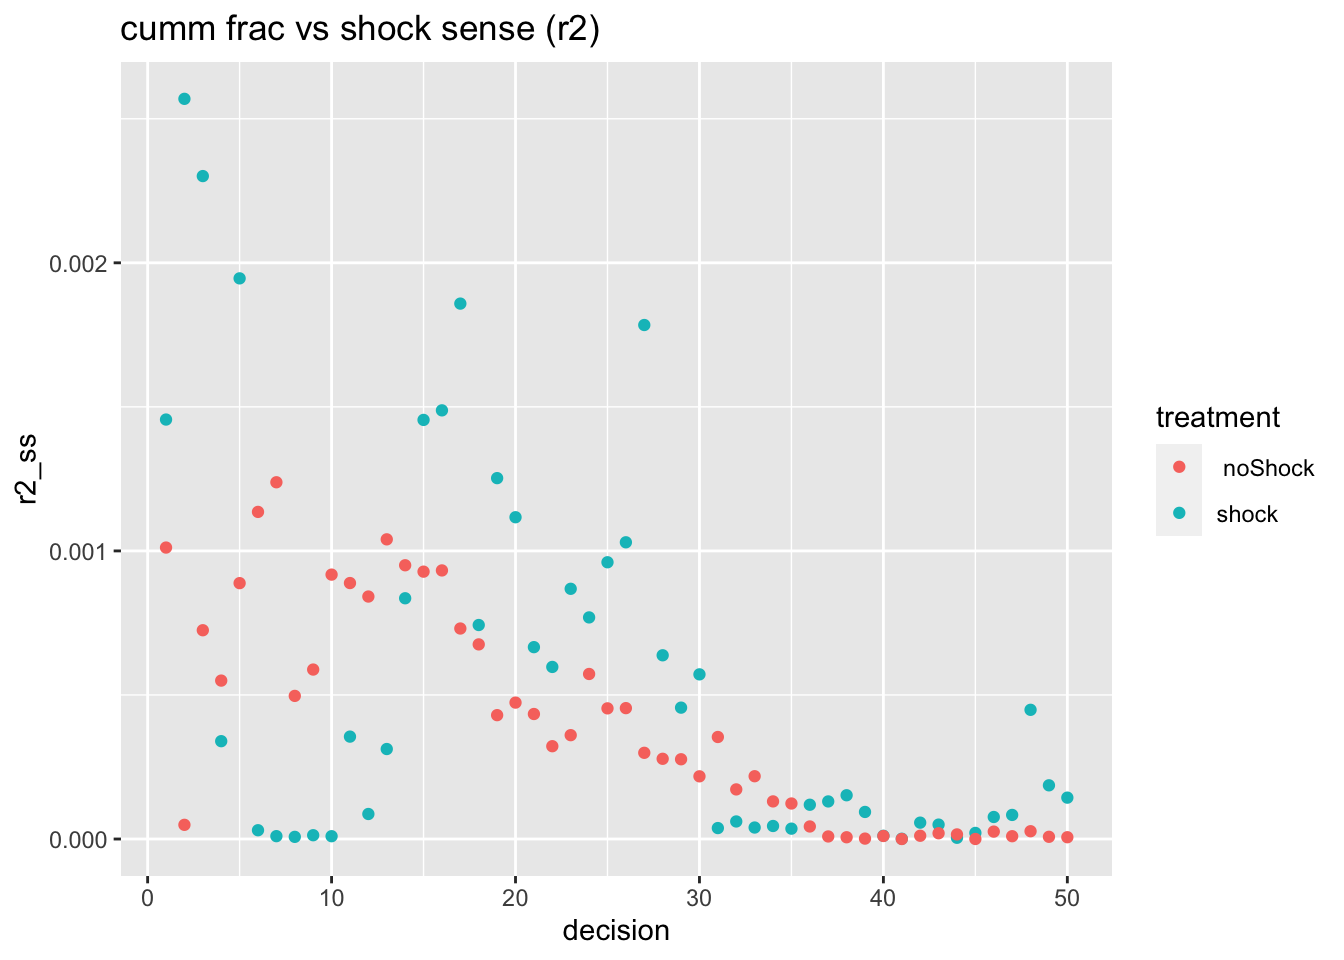 cumm frac vs shock sense (r2)
r2_ss
0.002
0.001
0.000
0 10 20 30 40 50
decision
treatment
noShock
shock